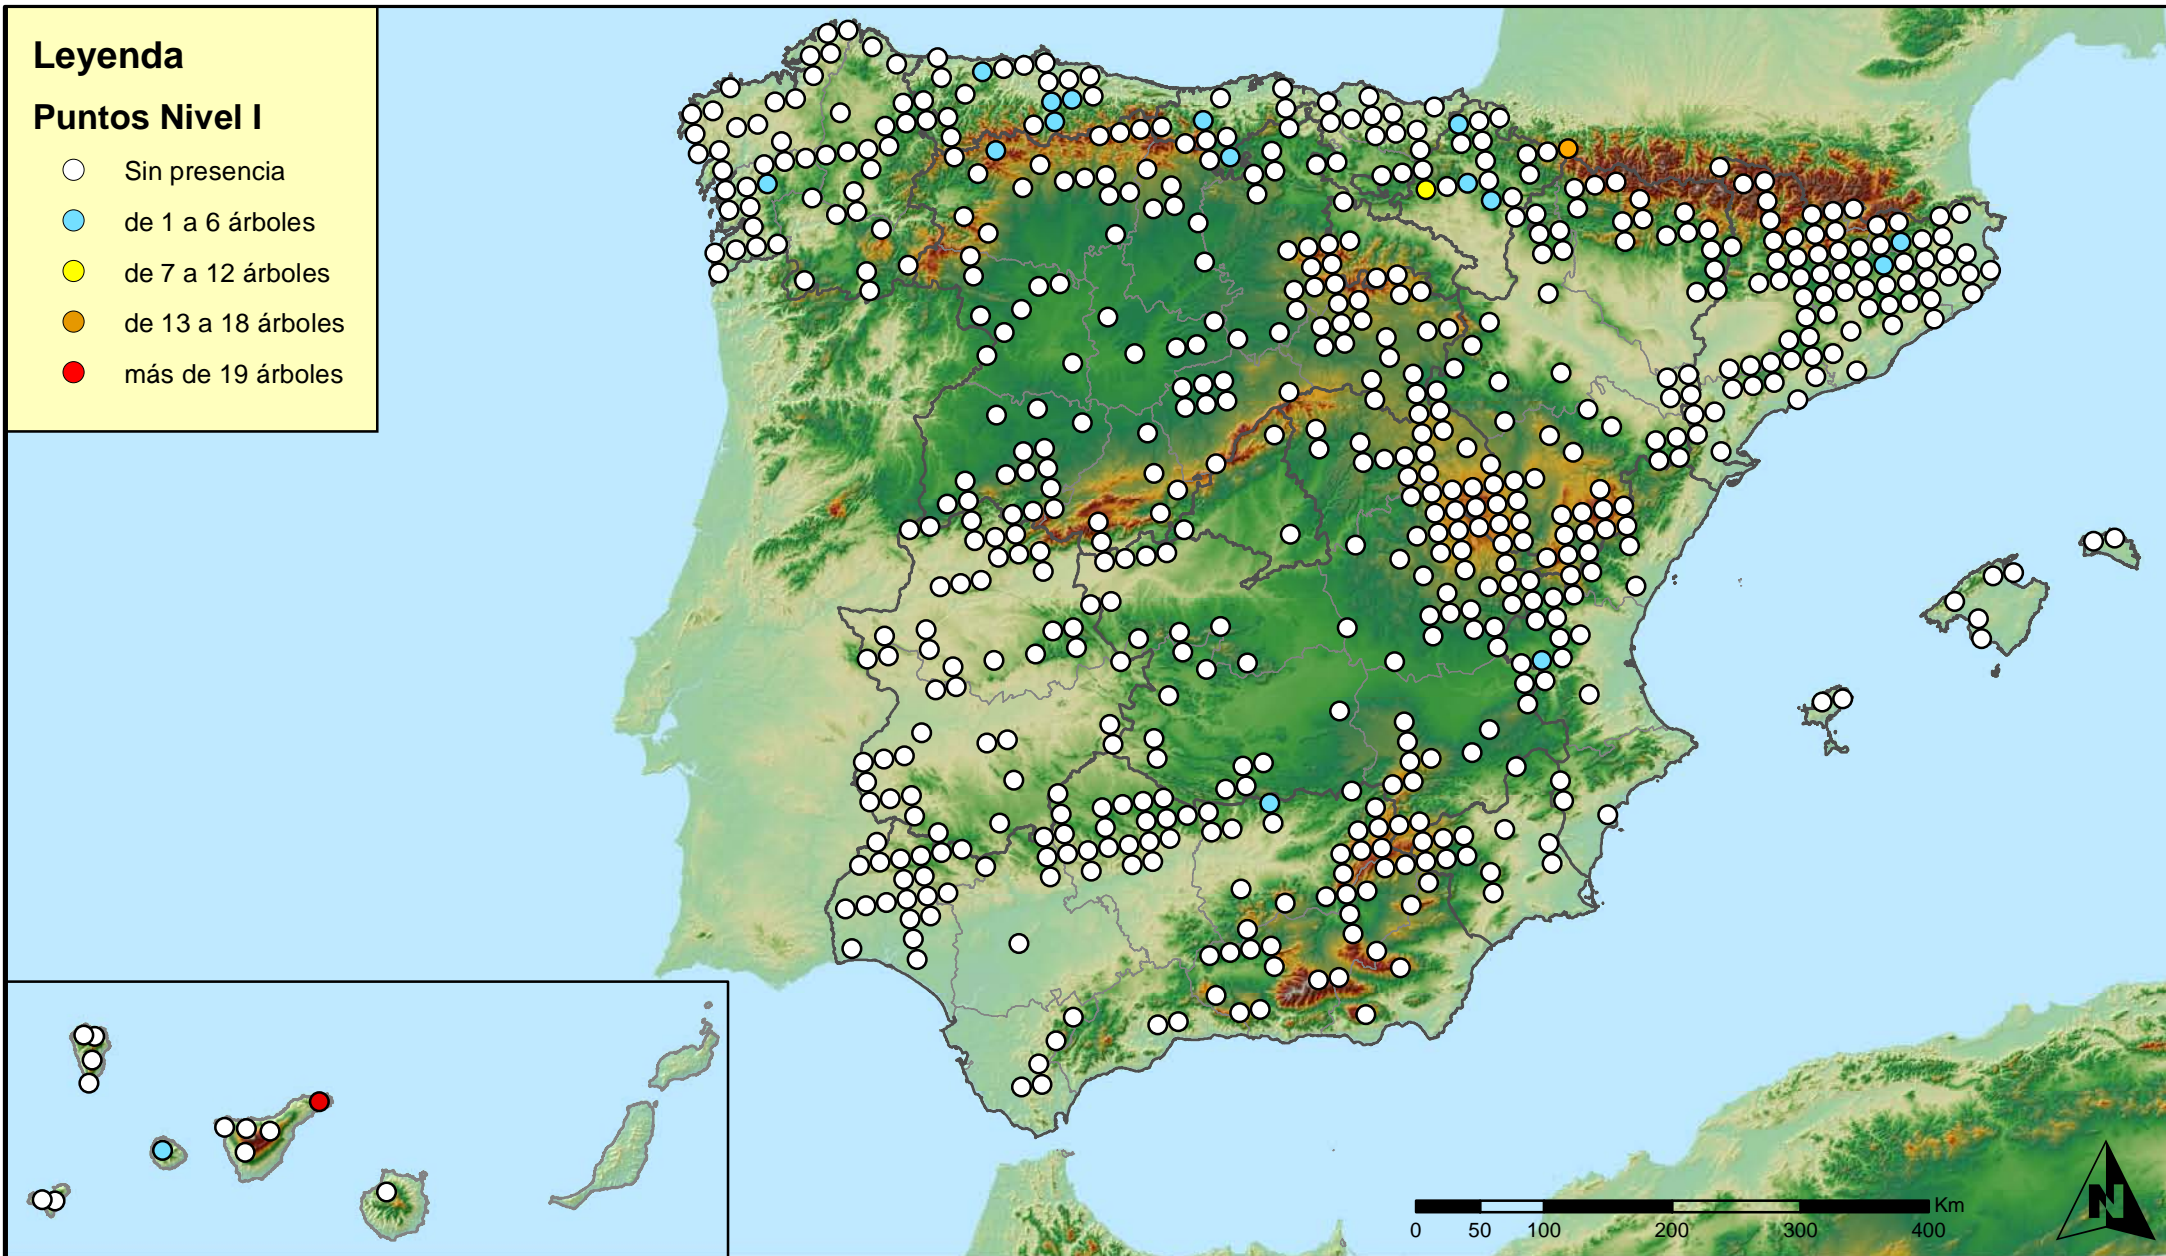 Leyenda
Puntos Nivel I
Sin presencia
de 1 a 6 árboles
de 7 a 12 árboles
de 13 a 18 árboles
más de 19 árboles
Km
0 50 100 200 300 400
N